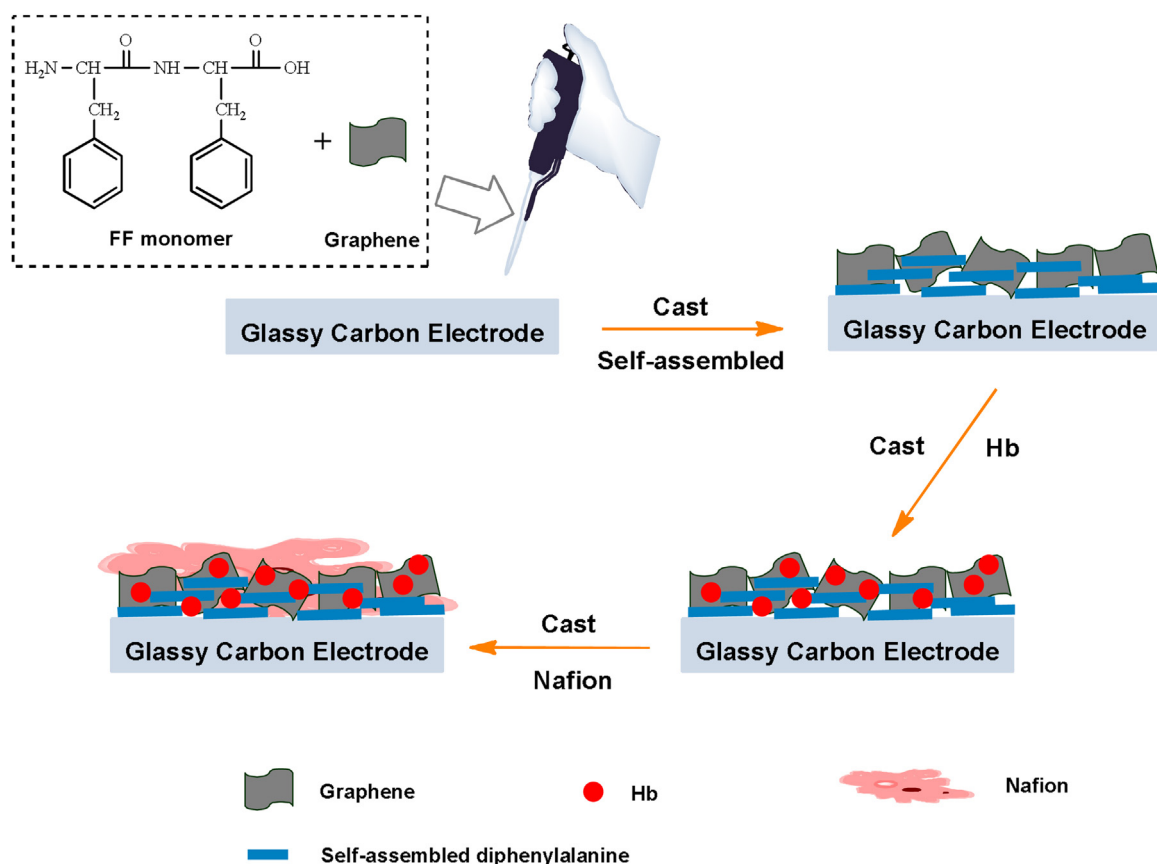 O
O
H₂N
CH
NH
CH
OH
CH₂
CH₂
+
FF monomer
Graphene
Glassy Carbon Electrode
Cast
Self-assembled
Glassy Carbon Electrode
Cast
Hb
Glassy Carbon Electrode
Cast
Nafion
Glassy Carbon Electrode
Graphene
Hb
Nafion
Self-assembled diphenylalanine